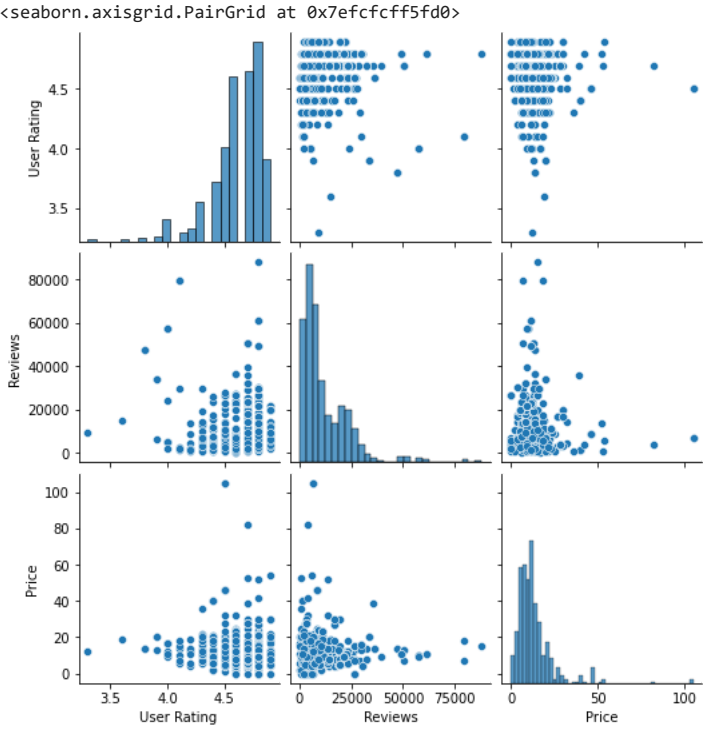 <seaborn.axisgrid.PairGrid at 0x7efcfcff5fd0>
User Rating
4.5
4.0
3.5
Reviews
80000
60000
40000
20000
0
Price
100
80
60
40
20
0
3.5 4.0 4.5
User Rating
0 25000 50000 75000
Reviews
0 50 100
Price